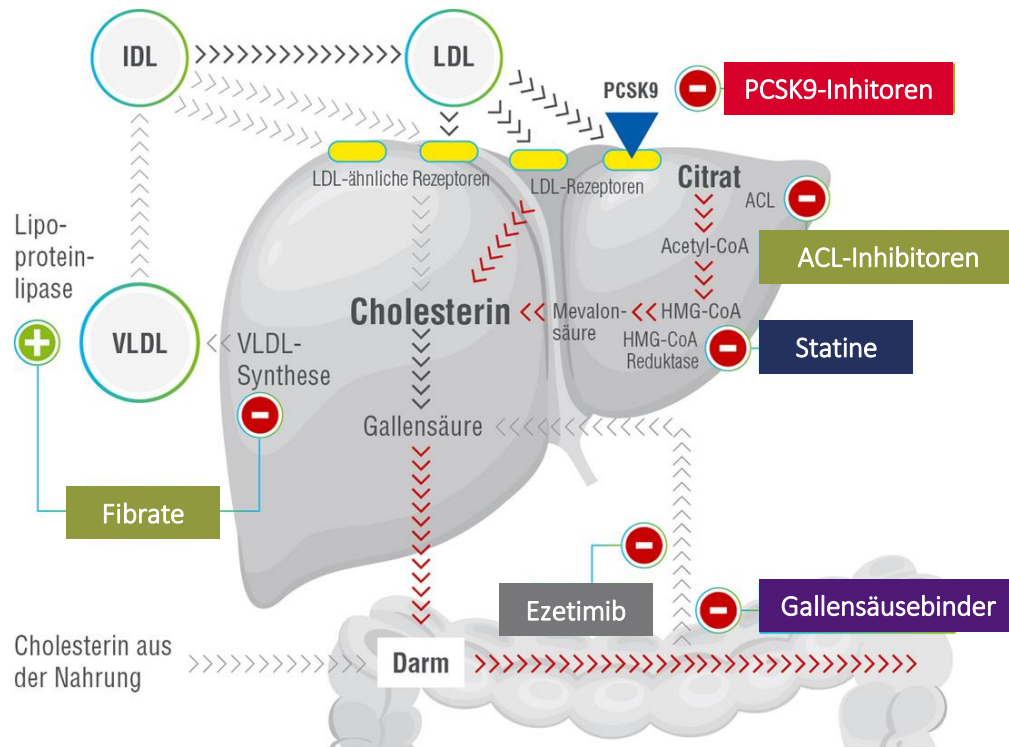 IDL
LDL
PCSK9
PCSK9-Inhitoren
LDL-ähnliche Rezeptoren
LDL-Rezeptoren
Citrat
ACL
Acetyl-CoA
ACL-Inhibitoren
Lipo-
protein-
lipase
Cholesterin
Mevalon-
säure
HMG-CoA
HMG-CoA
Reduktase
Statine
VLDL
VLDL-
Synthese
Gallensäure
Fibrate
Ezetimib
Gallensäusebinder
Cholesterin aus
der Nahrung
Darm